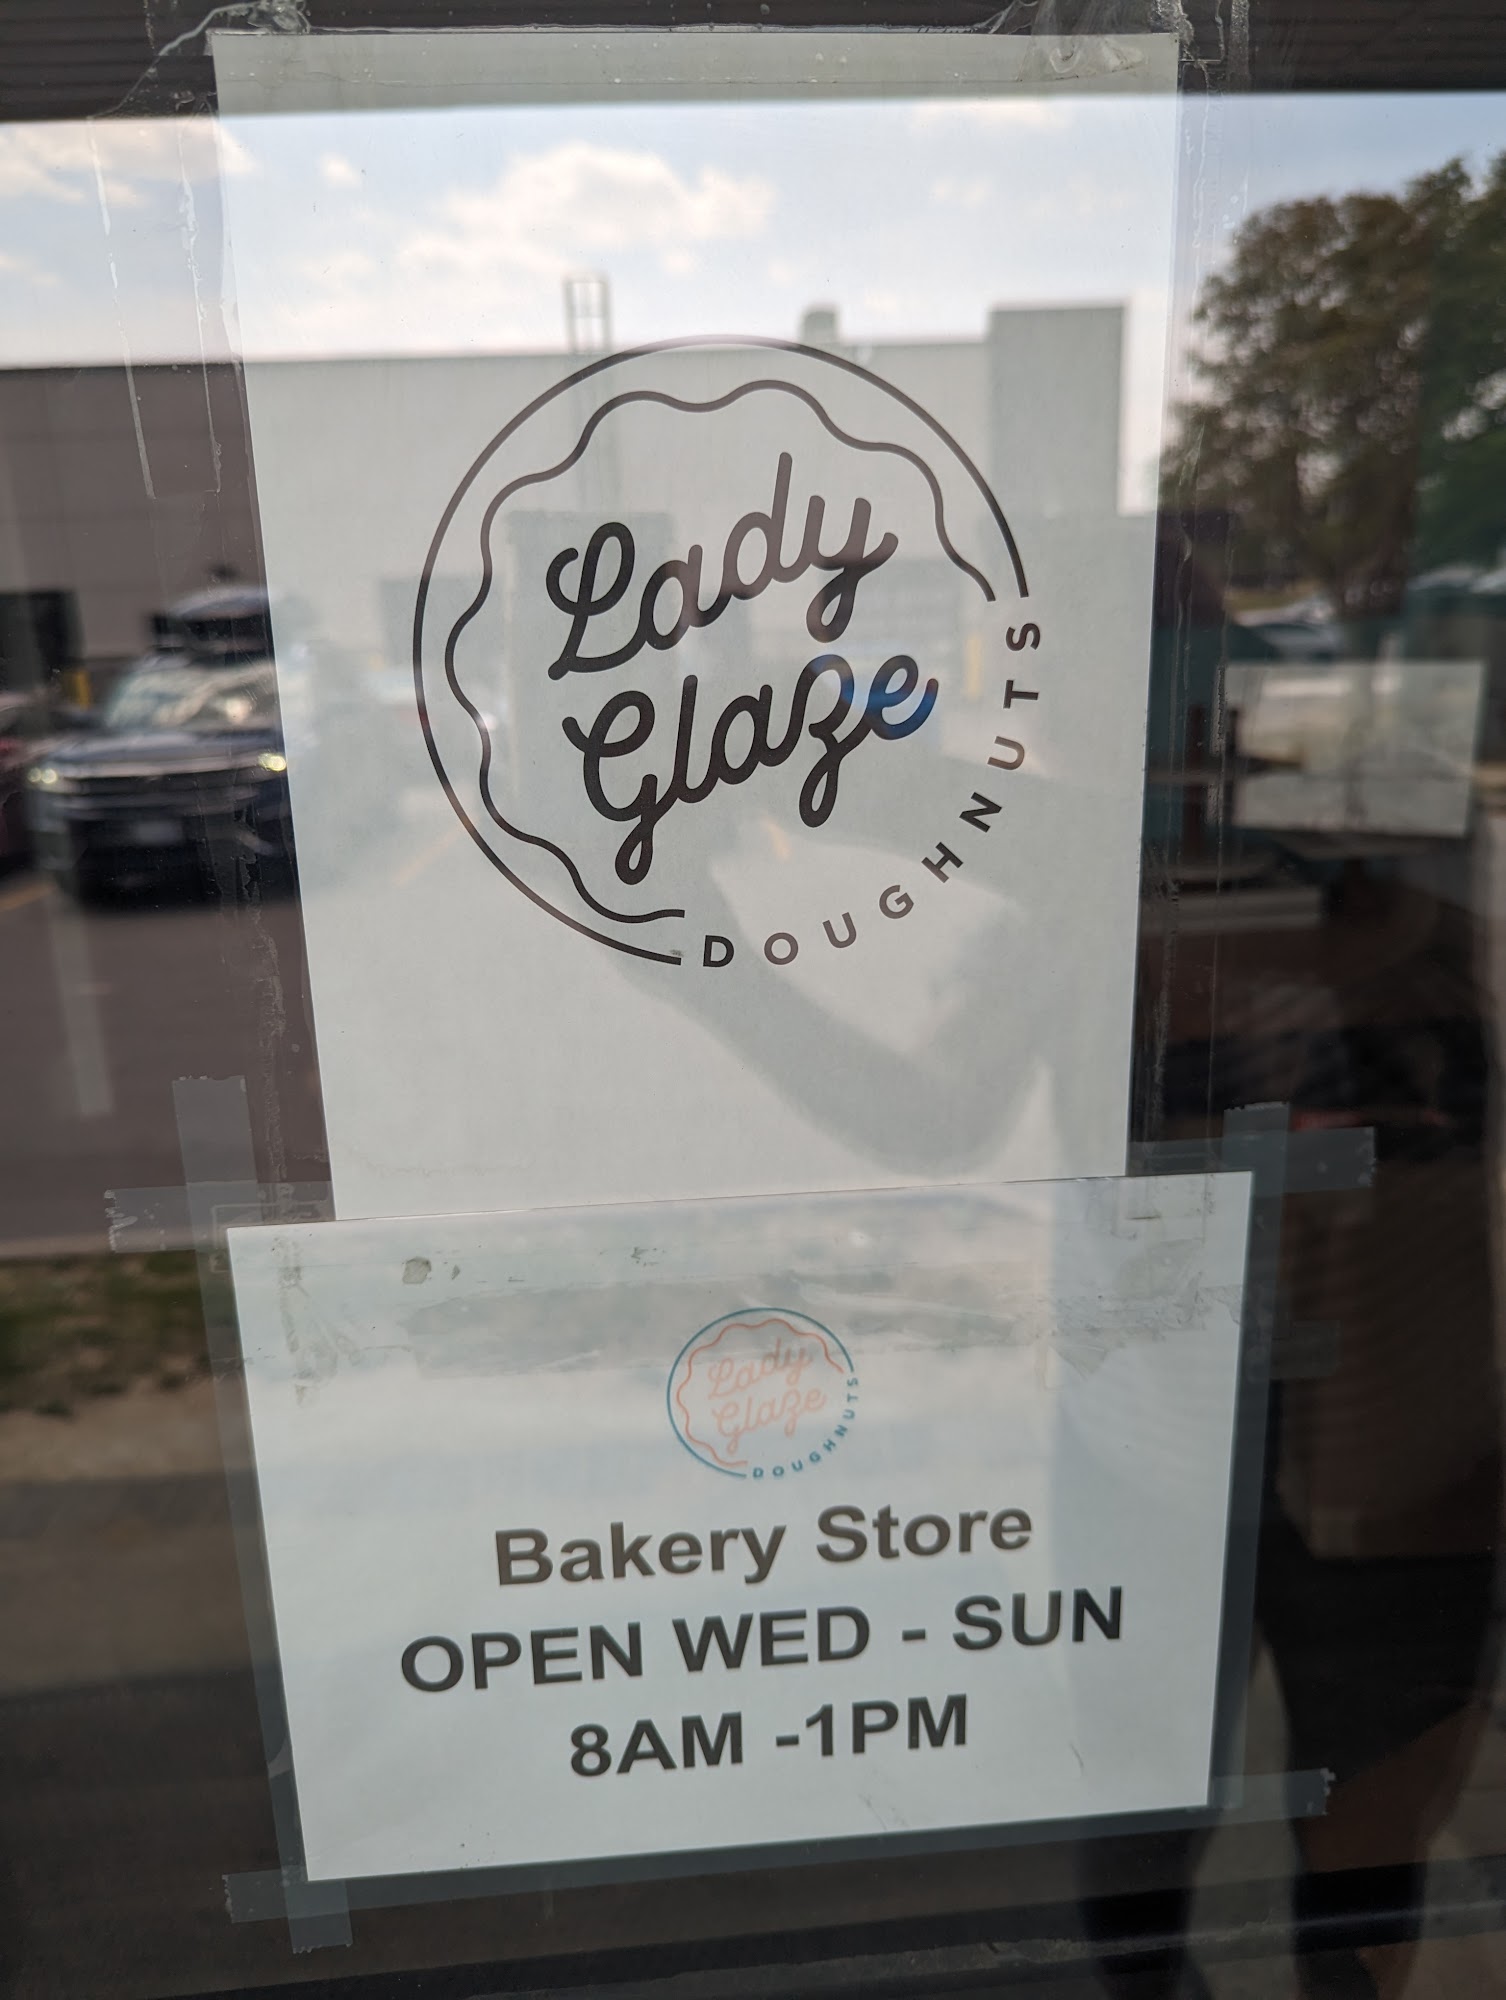 Lady
Glaze
DOUGHNUTS
Lady
Glaze
DOUGHNUTS
Bakery Store
OPEN WED - SUN
8AM -1PM